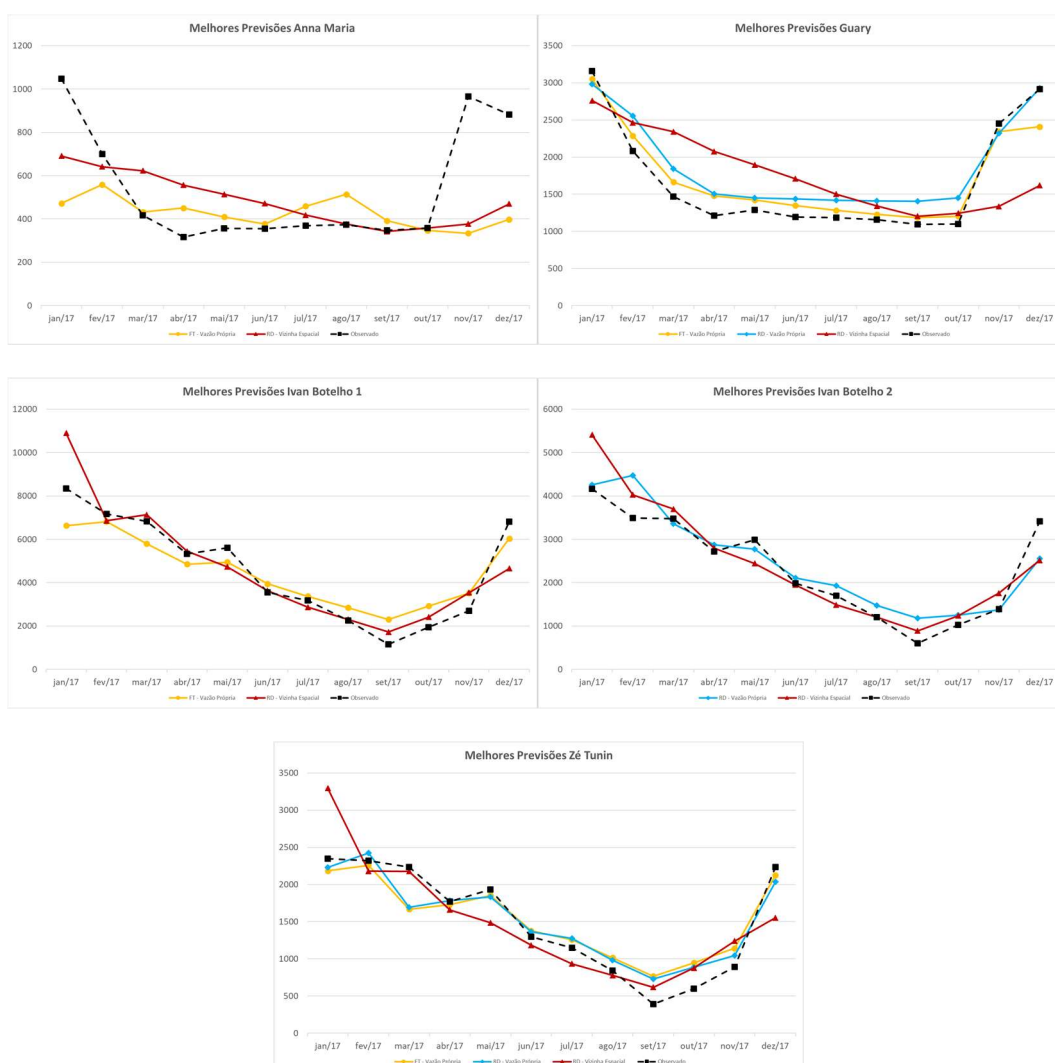 Melhores Previsões Anna Maria
1200
1000
800
600
400
200
0
jan/17 fev/17 mar/17 abr/17 mai/17 jun/17 jul/17 ago/17 set/17 out/17 nov/17 dez/17
FT - Vazão Própria RD - Vizinha Espacial Observado
Melhores Previsões Guary
3500
3000
2500
2000
1500
1000
500
0
jan/17 fev/17 mar/17 abr/17 mai/17 jun/17 jul/17 ago/17 set/17 out/17 nov/17 dez/17
FT - Vazão Própria RD - Vazão Própria RD - Vizinha Espacial Observado
Melhores Previsões Ivan Botelho 1
12000
10000
8000
6000
4000
2000
0
jan/17 fev/17 mar/17 abr/17 mai/17 jun/17 jul/17 ago/17 set/17 out/17 nov/17 dez/17
FT - Vazão Própria RD - Vizinha Espacial Observado
Melhores Previsões Ivan Botelho 2
6000
5000
4000
3000
2000
1000
0
jan/17 fev/17 mar/17 abr/17 mai/17 jun/17 jul/17 ago/17 set/17 out/17 nov/17 dez/17
RD - Vazão Própria RD - Vizinha Espacial Observado
Melhores Previsões Zé Tunin
3500
3000
2500
2000
1500
1000
500
0
jan/17 fev/17 mar/17 abr/17 mai/17 jun/17 jul/17 ago/17 set/17 out/17 nov/17 dez/17
FT - Vazão Própria RD - Vazão Própria RD - Vizinha Espacial Observado